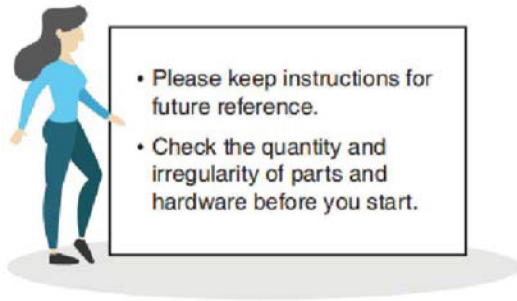 • Please keep instructions for
future reference.
• Check the quantity and
irregularity of parts and
hardware before you start.